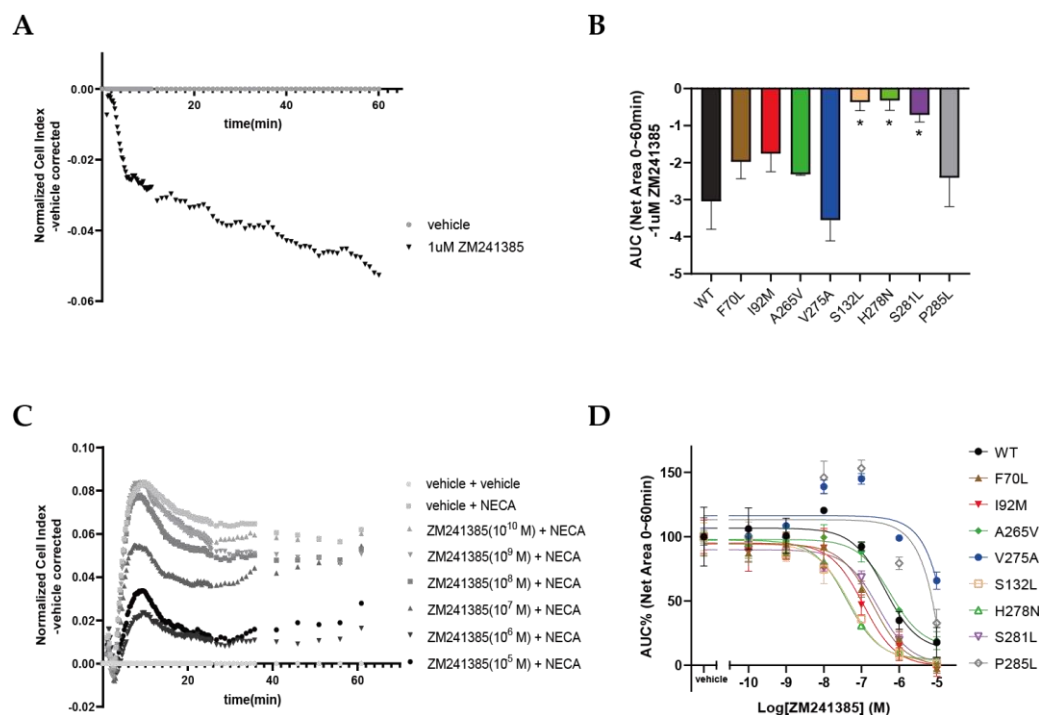 A
0.00
-0.02
-0.04
-0.06
20
40
60
time(min)
Normalized Cell Index
-vehicle corrected
vehicle
1uM ZM241385
B
0
-1
-2
-3
-4
-5
AUC (Net Area 0~60min)
-1uM ZM241385
*
*
*
WT
F70L
I92M
A265V
V275A
S132L
H278N
S281L
P285L
C
0.10
0.08
0.06
0.04
0.02
0.00
20
40
60
time(min)
Normalized Cell Index
-vehicle corrected
vehicle + vehicle
vehicle + NECA
ZM241385(10¹⁰ M) + NECA
ZM241385(10⁹ M) + NECA
ZM241385(10⁸ M) + NECA
ZM241385(10⁷ M) + NECA
ZM241385(10⁶ M) + NECA
ZM241385(10⁵ M) + NECA
D
150
100
50
0
AUC% (Net Area 0~60min)
vehicle
-10
-9
-8
-7
-6
-5
Log[ZM241385] (M)
WT
F70L
I92M
A265V
V275A
S132L
H278N
S281L
P285L